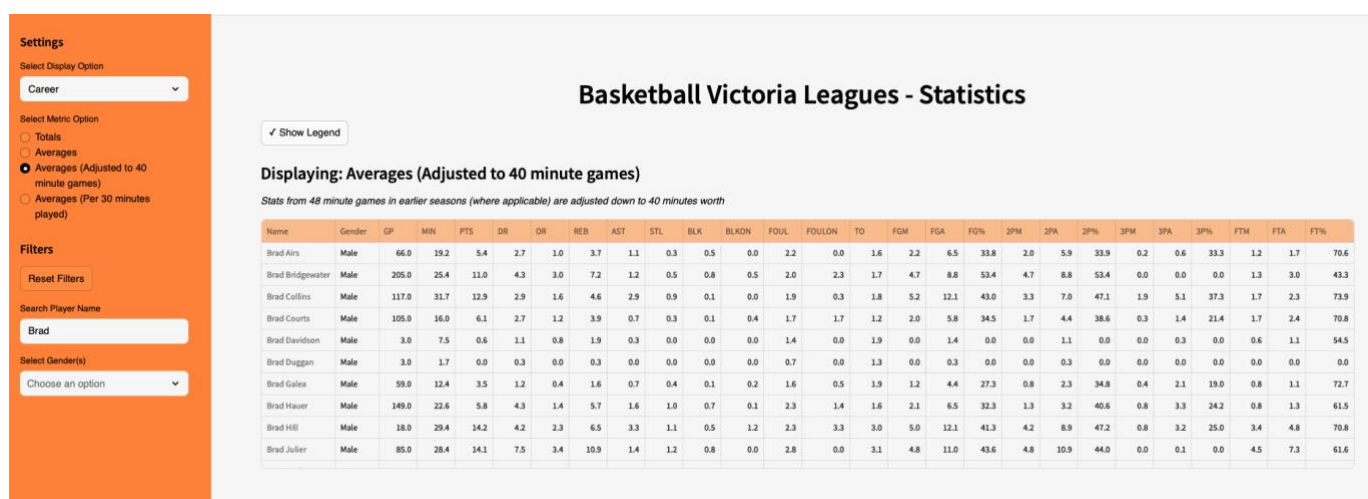 Settings
Select Display Option
Career
Select Metric Option
Totals
Averages
Averages (Adjusted to 40
minute games)
Averages (Per 30 minutes
played)
Filters
Reset Filters
Search Player Name
Brad
Select Gender(s)
Choose an option
Basketball Victoria Leagues - Statistics
✓ Show Legend
Displaying: Averages (Adjusted to 40 minute games)
Stats from 48 minute games in earlier seasons (where applicable) are adjusted down to 40 minutes worth
Name Gender GP MIN PTS DR OR REB AST STL BLK BLKON FOUL FOULON TO FGM FGA FG% 2PM 2PA 2P% 3PM 3PA 3P% FTM FTA FT%
Brad Airs Male 66.0 19.2 5.4 2.7 1.0 3.7 1.1 0.3 0.5 0.0 2.2 0.0 1.6 2.2 6.5 33.8 2.0 5.9 33.9 0.2 0.6 33.3 1.2 1.7 70.6
Brad Bridgewater Male 205.0 25.4 11.0 4.3 3.0 7.2 1.2 0.5 0.8 0.5 2.0 2.3 1.7 4.7 8.8 53.4 4.7 8.8 53.4 0.0 0.0 0.0 1.3 3.0 43.3
Brad Collins Male 117.0 31.7 12.9 2.9 1.6 4.6 2.9 0.9 0.1 0.0 1.9 0.3 1.8 5.2 12.1 43.0 3.3 7.0 47.1 1.9 5.1 37.3 1.7 2.3 73.9
Brad Courts Male 105.0 16.0 6.1 2.7 1.2 3.9 0.7 0.3 0.1 0.4 1.7 1.7 1.2 2.0 5.8 34.5 1.7 4.4 38.6 0.3 1.4 21.4 1.7 2.4 70.8
Brad Davidson Male 3.0 7.5 0.6 1.1 0.8 1.9 0.3 0.0 0.0 0.0 1.4 0.0 1.9 0.0 1.4 0.0 0.0 1.1 0.0 0.0 0.3 0.0 0.6 1.1 54.5
Brad Duggan Male 3.0 1.7 0.0 0.3 0.0 0.3 0.0 0.0 0.0 0.0 0.7 0.0 1.3 0.0 0.3 0.0 0.0 0.3 0.0 0.0 0.0 0.0 0.0 0.0 0.0
Brad Galea Male 59.0 12.4 3.5 1.2 0.4 1.6 0.7 0.4 0.1 0.2 1.6 0.5 1.9 1.2 4.4 27.3 0.8 2.3 34.8 0.4 2.1 19.0 0.8 1.1 72.7
Brad Hauer Male 149.0 22.6 5.8 4.3 1.4 5.7 1.6 1.0 0.7 0.1 2.3 1.4 1.6 2.1 6.5 32.3 1.3 3.2 40.6 0.8 3.3 24.2 0.8 1.3 61.5
Brad Hill Male 18.0 29.4 14.2 4.2 2.3 6.5 3.3 1.1 0.5 1.2 2.3 3.3 3.0 5.0 12.1 41.3 4.2 8.9 47.2 0.8 3.2 25.0 3.4 4.8 70.8
Brad Julier Male 85.0 28.4 14.1 7.5 3.4 10.9 1.4 1.2 0.8 0.0 2.8 0.0 3.1 4.8 11.0 43.6 4.8 10.9 44.0 0.0 0.1 0.0 4.5 7.3 61.6